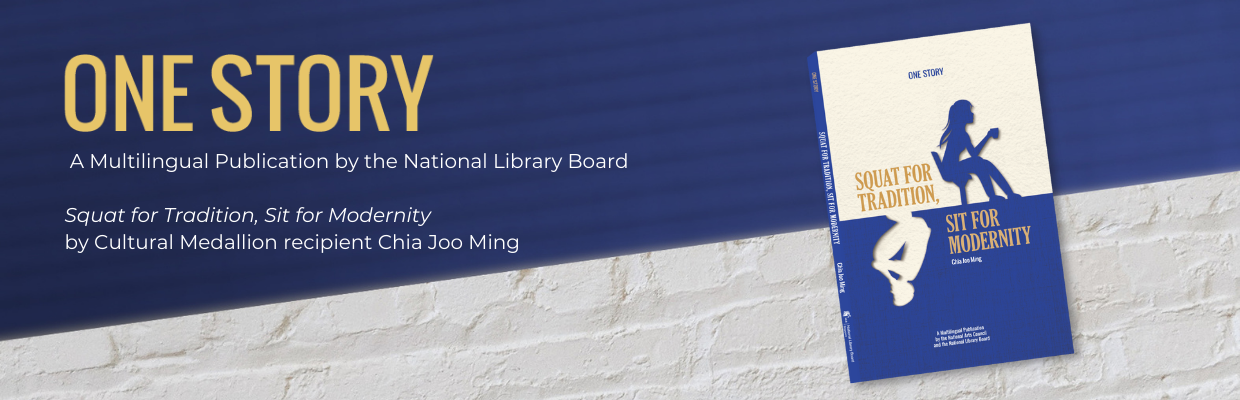 ONE STORY
A Multilingual Publication by the National Library Board
Squat for Tradition, Sit for Modernity
by Cultural Medallion recipient Chia Joo Ming
ONE STORY
SQUAT FOR
TRADITION,
SIT FOR
MODERNITY
Chia Joo Ming
A Multilingual Publication
by the National Arts Council
and the National Library Board
ONE STORY
SQUAT FOR TRADITION, SIT FOR MODERNITY
Chia Joo Ming